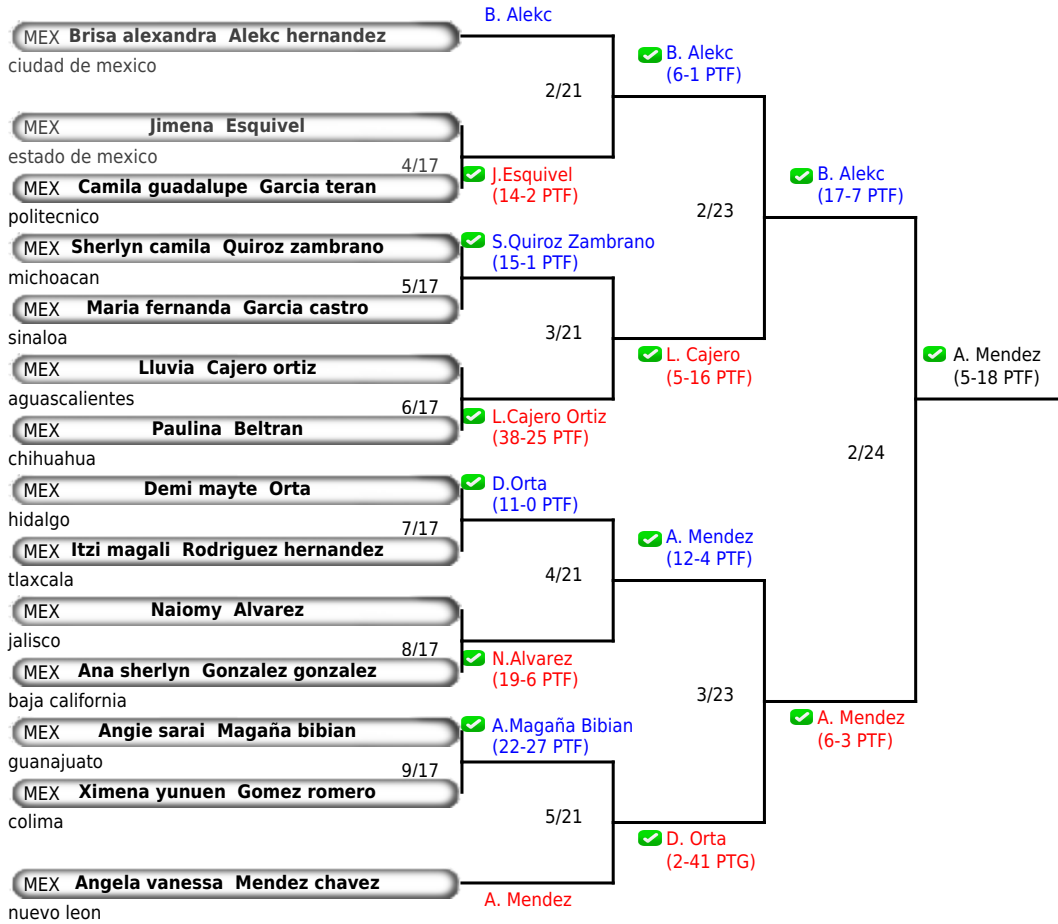 B. Alekc
MEX Brisa alexandra Alekc hernandez
ciudad de mexico
B. Alekc
(6-1 PTF)
2/21
MEX Jimena Esquivel
estado de mexico
4/17
MEX Camila guadalupe Garcia teran
politecnico
J.Esquivel
(14-2 PTF)
B. Alekc
(17-7 PTF)
2/23
MEX Sherlyn camila Quiroz zambrano
michoacan
S.Quiroz Zambrano
(15-1 PTF)
5/17
MEX Maria fernanda Garcia castro
sinaloa
3/21
L. Cajero
(5-16 PTF)
MEX Lluvia Cajero ortiz
aguascalientes
6/17
MEX Paulina Beltran
chihuahua
L.Cajero Ortiz
(38-25 PTF)
A. Mendez
(5-18 PTF)
2/24
MEX Demi mayte Orta
hidalgo
D.Orta
(11-0 PTF)
7/17
MEX Itzi magali Rodriguez hernandez
tlaxcala
A. Mendez
(12-4 PTF)
4/21
MEX Naiomy Alvarez
jalisco
8/17
MEX Ana sherlyn Gonzalez gonzalez
baja california
N.Alvarez
(19-6 PTF)
3/23
A. Mendez
(6-3 PTF)
MEX Angie sarai Magaña bibian
guanajuato
A.Magaña Bibian
(22-27 PTF)
9/17
MEX Ximena yunuen Gomez romero
colima
5/21
D. Orta
(2-41 PTG)
MEX Angela vanessa Mendez chavez
nuevo leon
A. Mendez